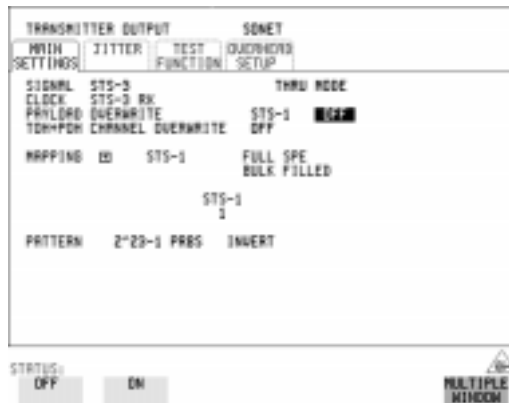 TRANSMITTER OUTPUT SONET
MAIN SETTINGS JITTER TEST FUNCTION OVERHEAD SETUP
SIGNAL STS-3 THRU MODE
CLOCK STS-3 RX
PAYLOAD OVERWRITE STS-1 OFF
TOH+POH CHANNEL OVERWRITE OFF
MAPPING STS-1 FULL SPE
BULK FILLED
STS-1
1
PATTERN 2^23-1 PRBS INVERT
STATUS:
OFF ON MULTIPLE WINDOW